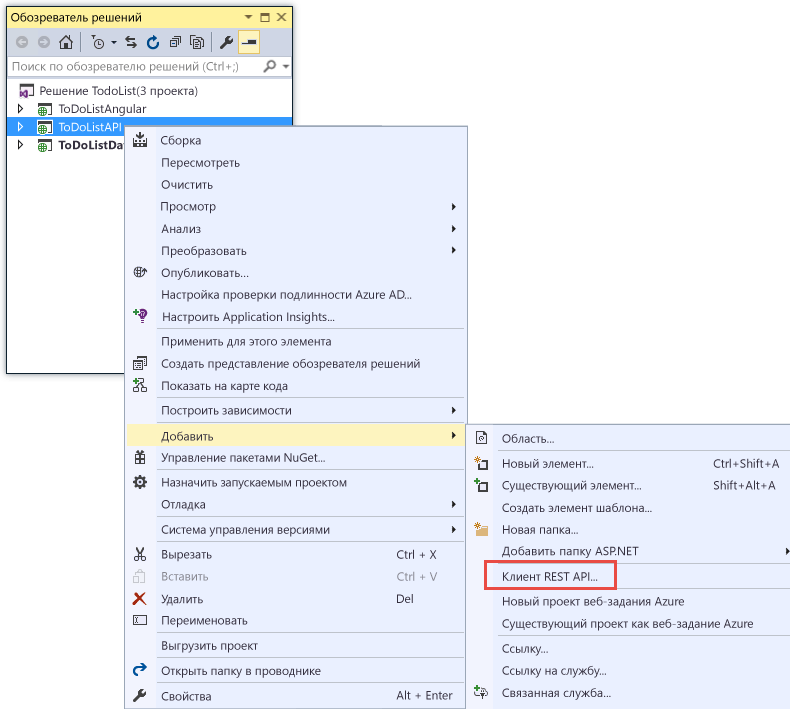 Обозреватель решений
Поиск по обозревателю решений (Ctrl+;)
Решение TodoList(3 проекта)
ToDoListAngular
ToDoListAPI
ToDoListDa
Сборка
Пересмотреть
Очистить
Просмотр
Анализ
Преобразовать
Опубликовать...
Настройка проверки подлинности Azure AD...
Настроить Application Insights...
Применить для этого элемента
Создать представление обозревателя решений
Показать на карте кода
Построить зависимости
Добавить
Управление пакетами NuGet...
Назначить запускаемым проектом
Отладка
Система управления версиями
Вырезать Ctrl + X
Вставить Ctrl + V
Удалить Del
Переименовать
Выгрузить проект
Открыть папку в проводнике
Свойства Alt + Enter
Область...
Новый элемент... Ctrl+Shift+A
Существующий элемент... Shift+Alt+A
Создать элемент шаблона...
Новая папка...
Добавить папку ASP.NET
Клиент REST API...
Новый проект веб-задания Azure
Существующий проект как веб-задание Azure
Ссылку...
Ссылку на службу...
Связанная служба...